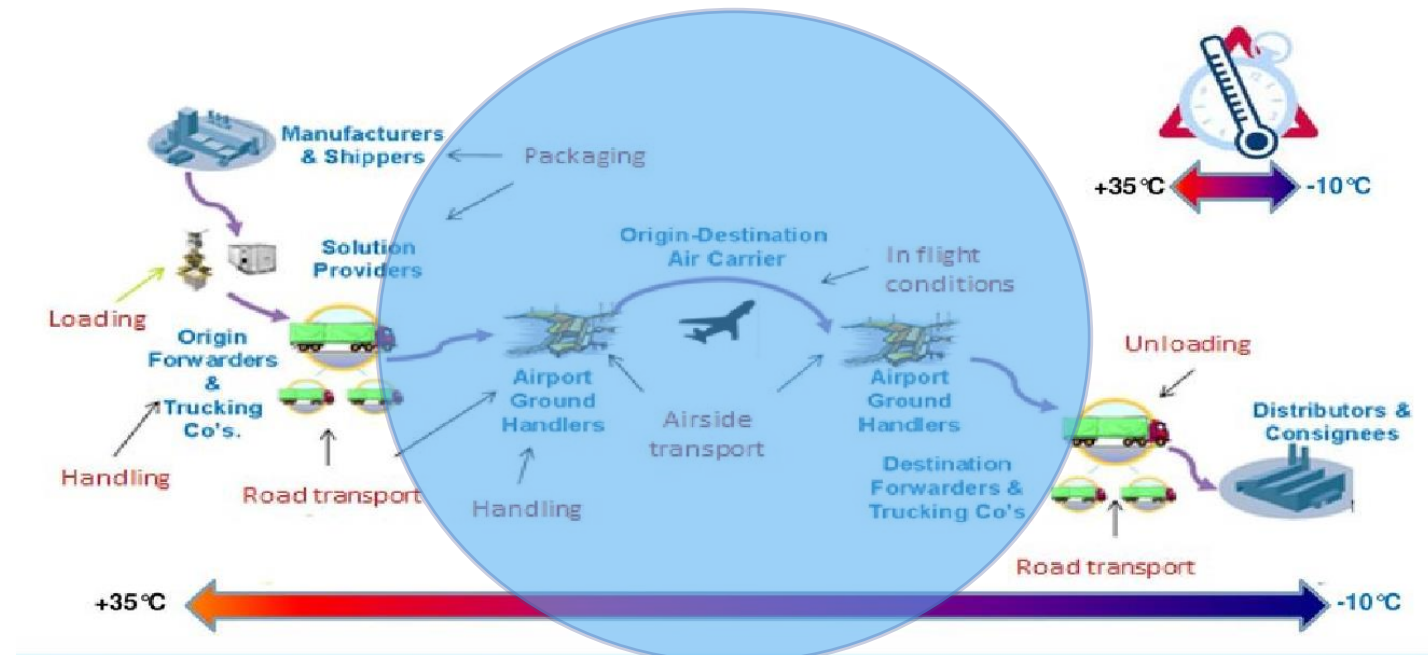 Manufacturers
& Shippers
Packaging
+35°C
-10°C
Origin-Destination
Air Carrier
Solution
Providers
In flight
conditions
Loading
Origin
Forwarders
&
Trucking
Co's.
Unloading
Airport
Ground
Handlers
Airport
Ground
Handlers
Airside
transport
Distributors &
Consignees
Handling
Road transport
Handling
Destination
Forwarders &
Trucking Co's
Road transport
+35°C
-10°C